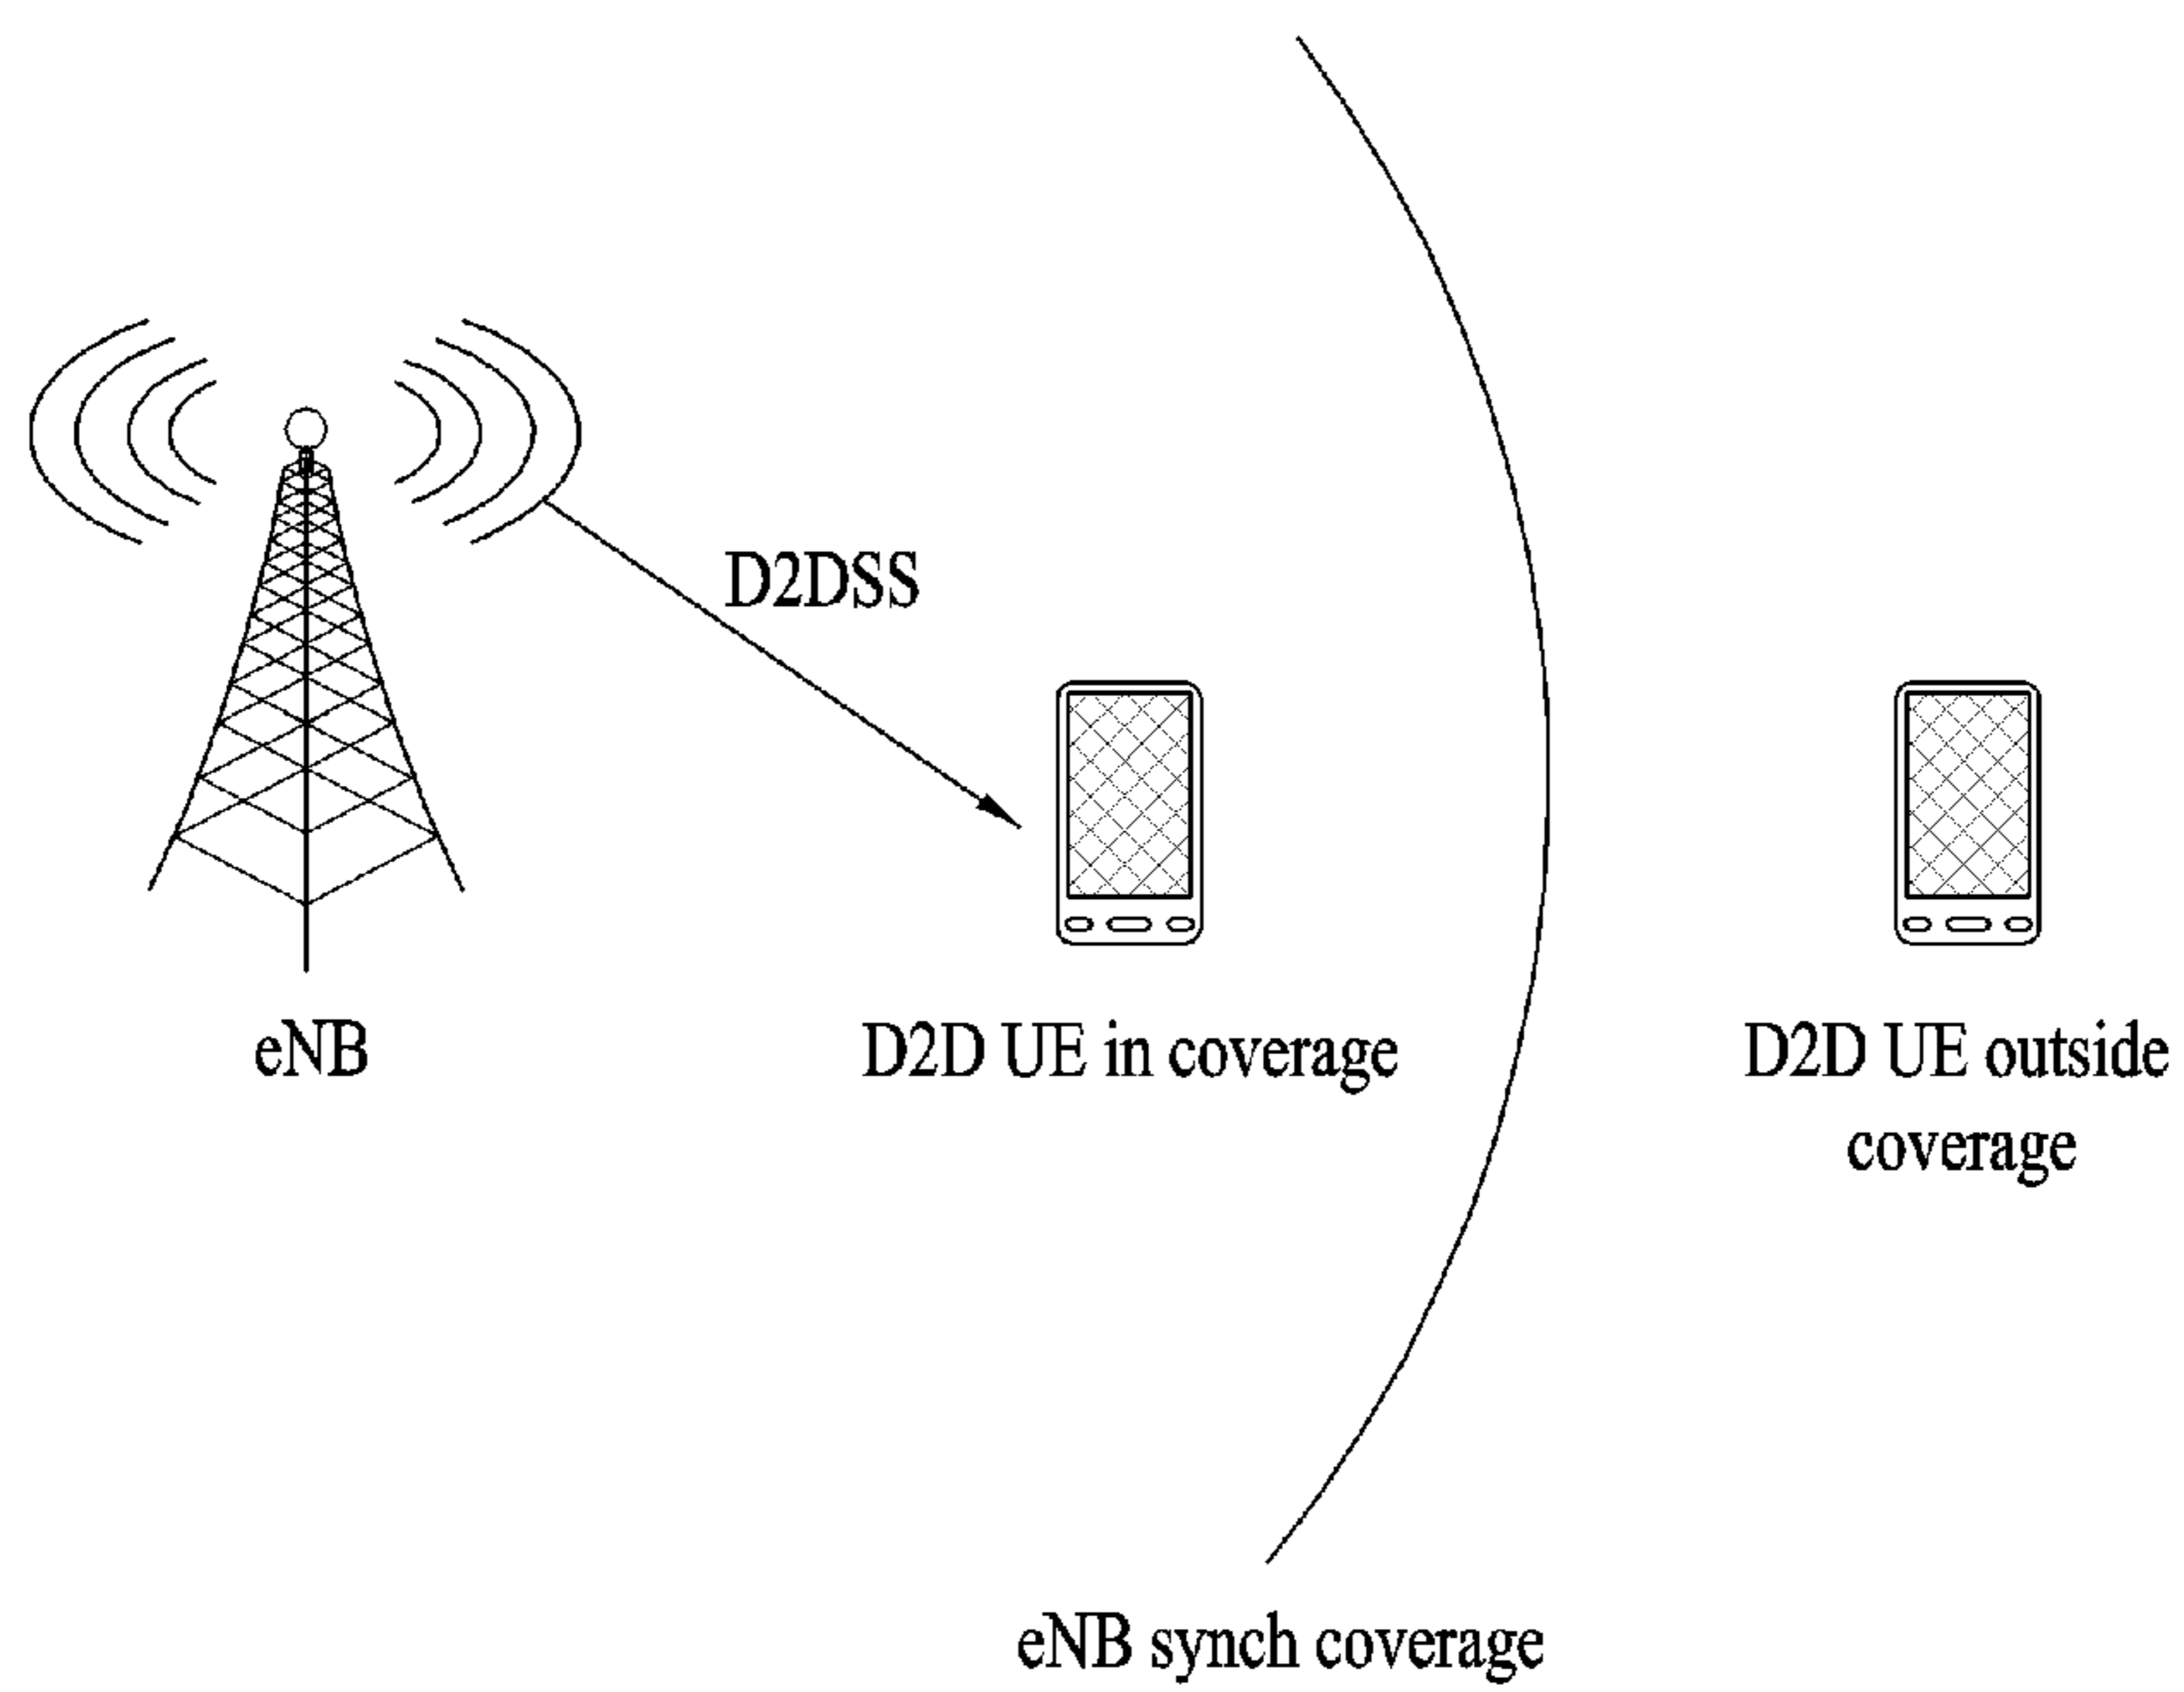 D2DSS
eNB
D2D UE in coverage
D2D UE outside
coverage
eNB synch coverage